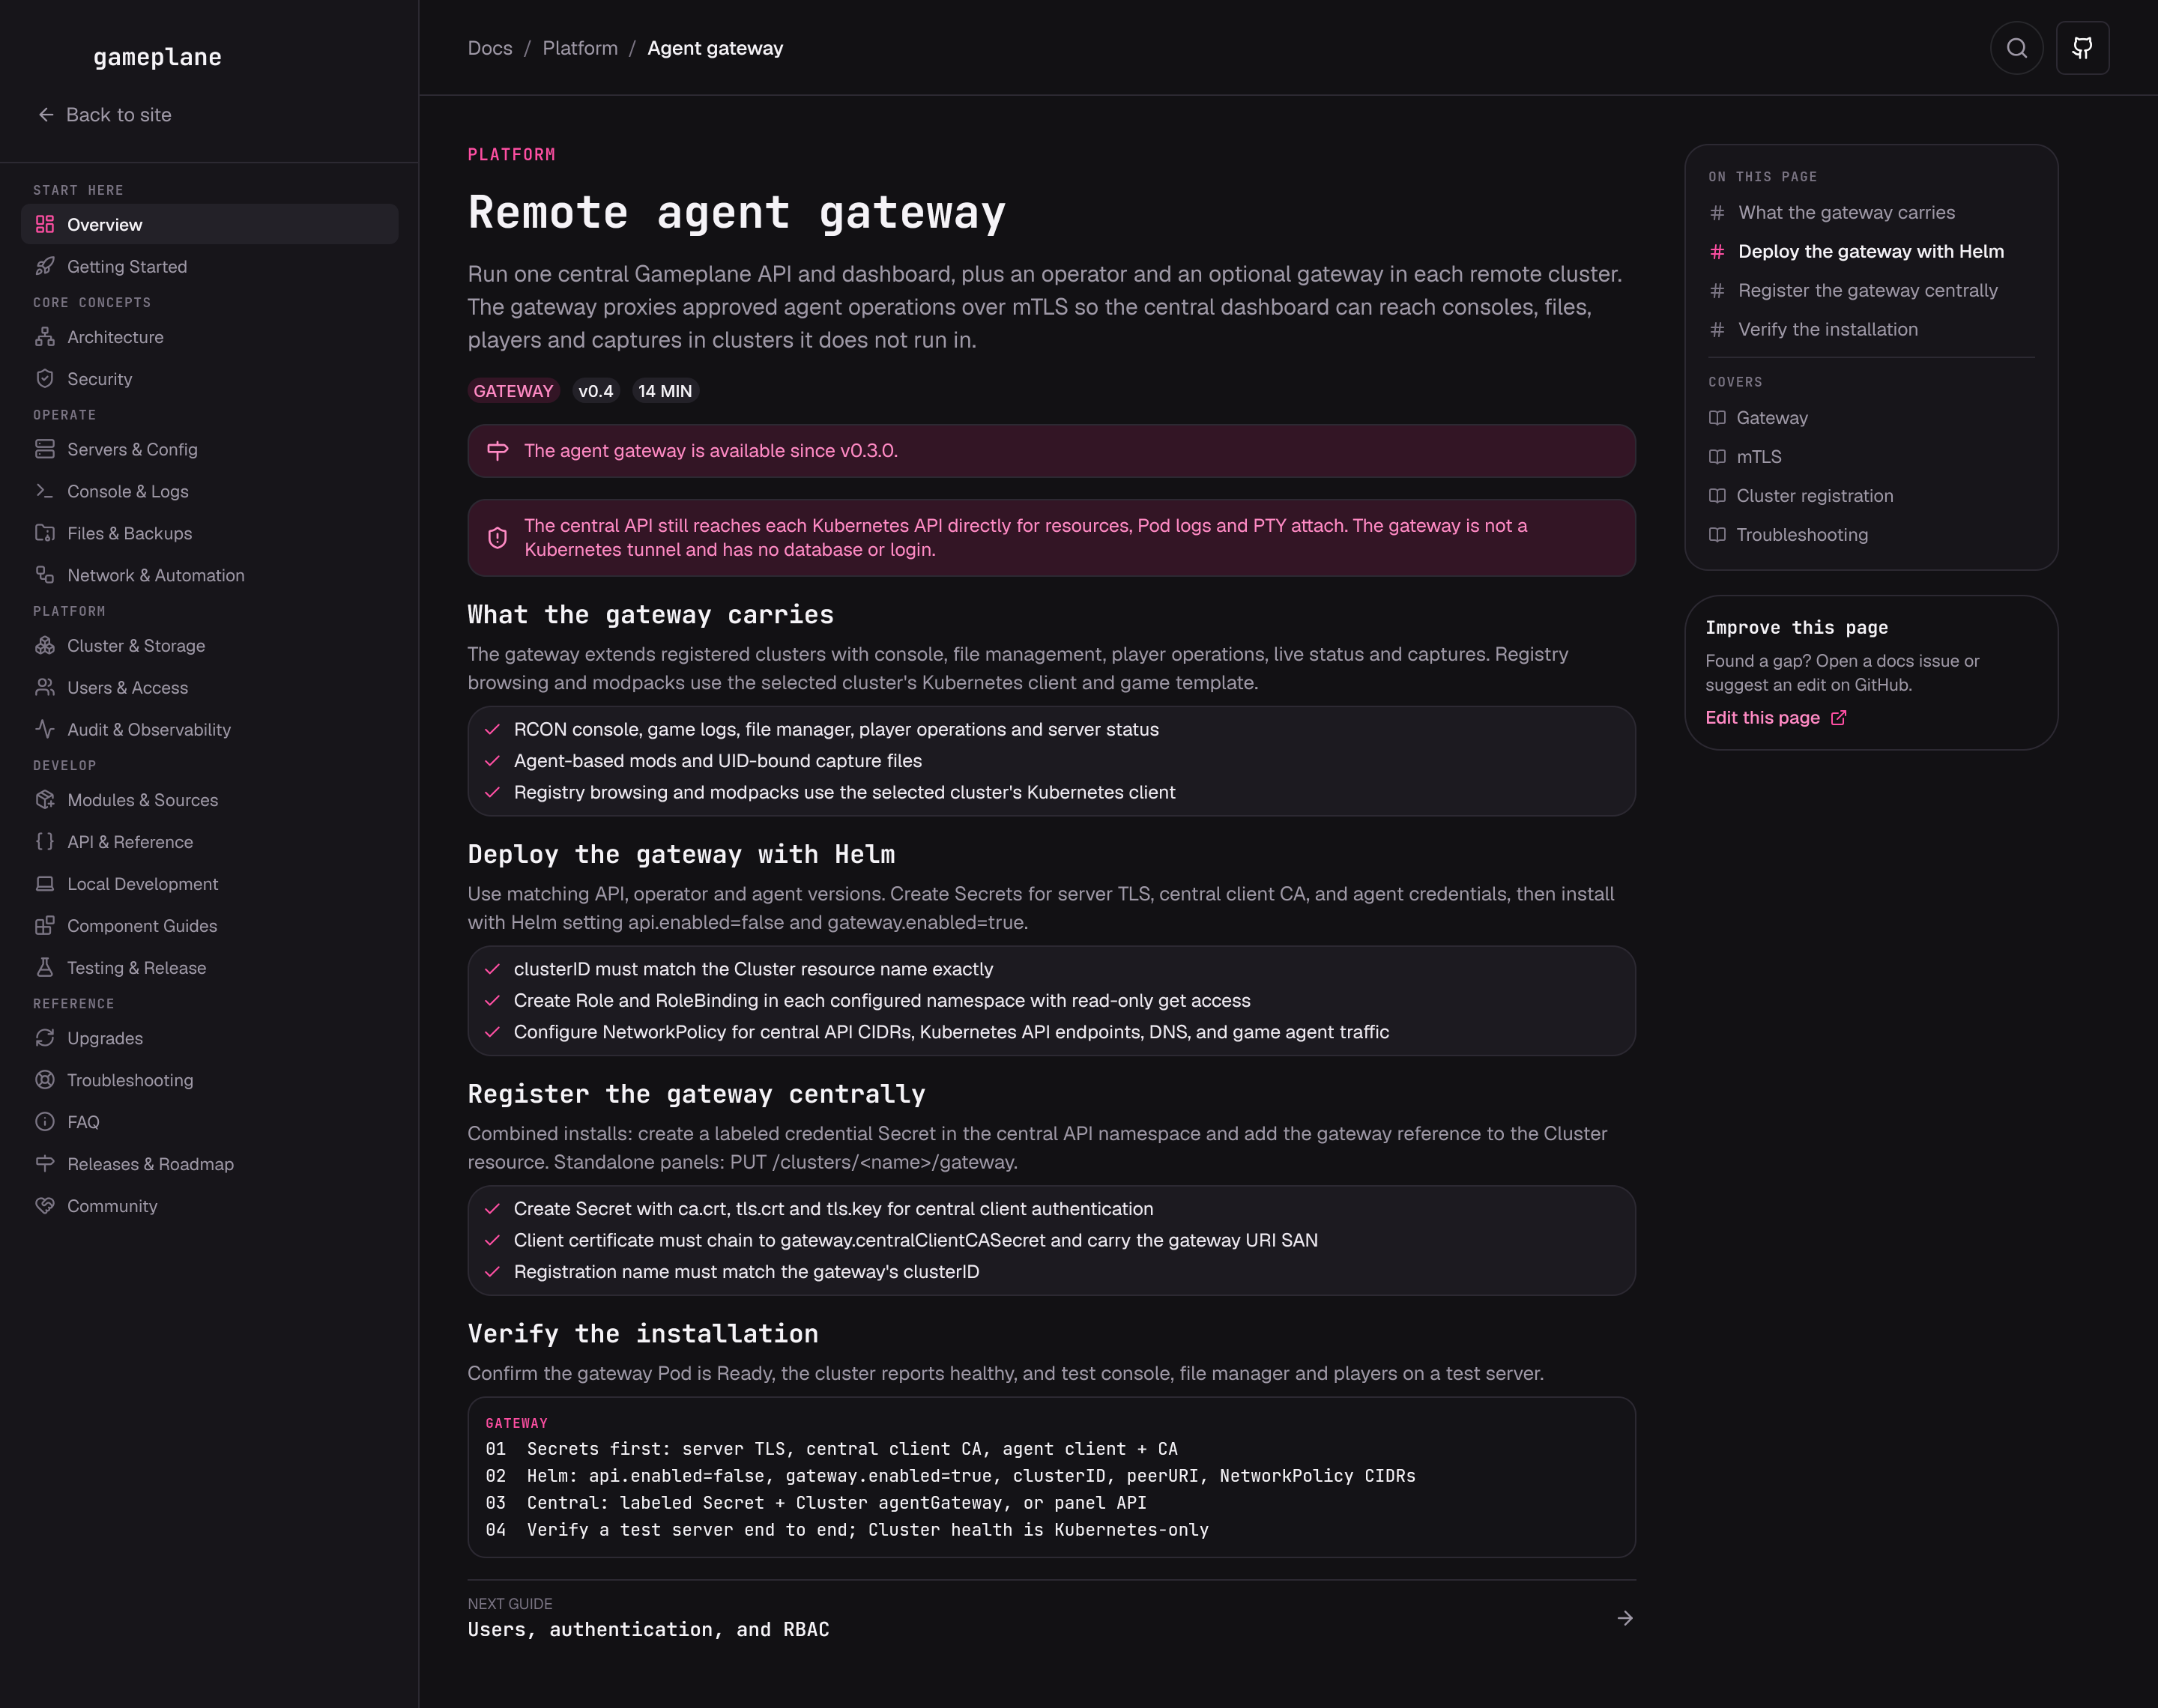 gameplane
Back to site
START HERE
Overview
Getting Started
CORE CONCEPTS
Architecture
Security
OPERATE
Servers & Config
Console & Logs
Files & Backups
Network & Automation
PLATFORM
Cluster & Storage
Users & Access
Audit & Observability
DEVELOP
Modules & Sources
API & Reference
Local Development
Component Guides
Testing & Release
REFERENCE
Upgrades
Troubleshooting
FAQ
Releases & Roadmap
Community
Docs / Platform / Agent gateway
PLATFORM
Remote agent gateway
Run one central Gameplane API and dashboard, plus an operator and an optional gateway in each remote cluster.
The gateway proxies approved agent operations over mTLS so the central dashboard can reach consoles, files,
players and captures in clusters it does not run in.
GATEWAY v0.4 14 MIN
The agent gateway is available since v0.3.0.
The central API still reaches each Kubernetes API directly for resources, Pod logs and PTY attach. The gateway is not a
Kubernetes tunnel and has no database or login.
What the gateway carries
The gateway extends registered clusters with console, file management, player operations, live status and captures. Registry
browsing and modpacks use the selected cluster's Kubernetes client and game template.
RCON console, game logs, file manager, player operations and server status
Agent-based mods and UID-bound capture files
Registry browsing and modpacks use the selected cluster's Kubernetes client
Deploy the gateway with Helm
Use matching API, operator and agent versions. Create Secrets for server TLS, central client CA, and agent credentials, then install
with Helm setting api.enabled=false and gateway.enabled=true.
clusterID must match the Cluster resource name exactly
Create Role and RoleBinding in each configured namespace with read-only get access
Configure NetworkPolicy for central API CIDRs, Kubernetes API endpoints, DNS, and game agent traffic
Register the gateway centrally
Combined installs: create a labeled credential Secret in the central API namespace and add the gateway reference to the Cluster
resource. Standalone panels: PUT /clusters/<name>/gateway.
Create Secret with ca.crt, tls.crt and tls.key for central client authentication
Client certificate must chain to gateway.centralClientCASecret and carry the gateway URI SAN
Registration name must match the gateway's clusterID
Verify the installation
Confirm the gateway Pod is Ready, the cluster reports healthy, and test console, file manager and players on a test server.
GATEWAY
01 Secrets first: server TLS, central client CA, agent client + CA
02 Helm: api.enabled=false, gateway.enabled=true, clusterID, peerURI, NetworkPolicy CIDRs
03 Central: labeled Secret + Cluster agentGateway, or panel API
04 Verify a test server end to end; Cluster health is Kubernetes-only
NEXT GUIDE
Users, authentication, and RBAC
ON THIS PAGE
# What the gateway carries
# Deploy the gateway with Helm
# Register the gateway centrally
# Verify the installation
COVERS
Gateway
mTLS
Cluster registration
Troubleshooting
Improve this page
Found a gap? Open a docs issue or
suggest an edit on GitHub.
Edit this page